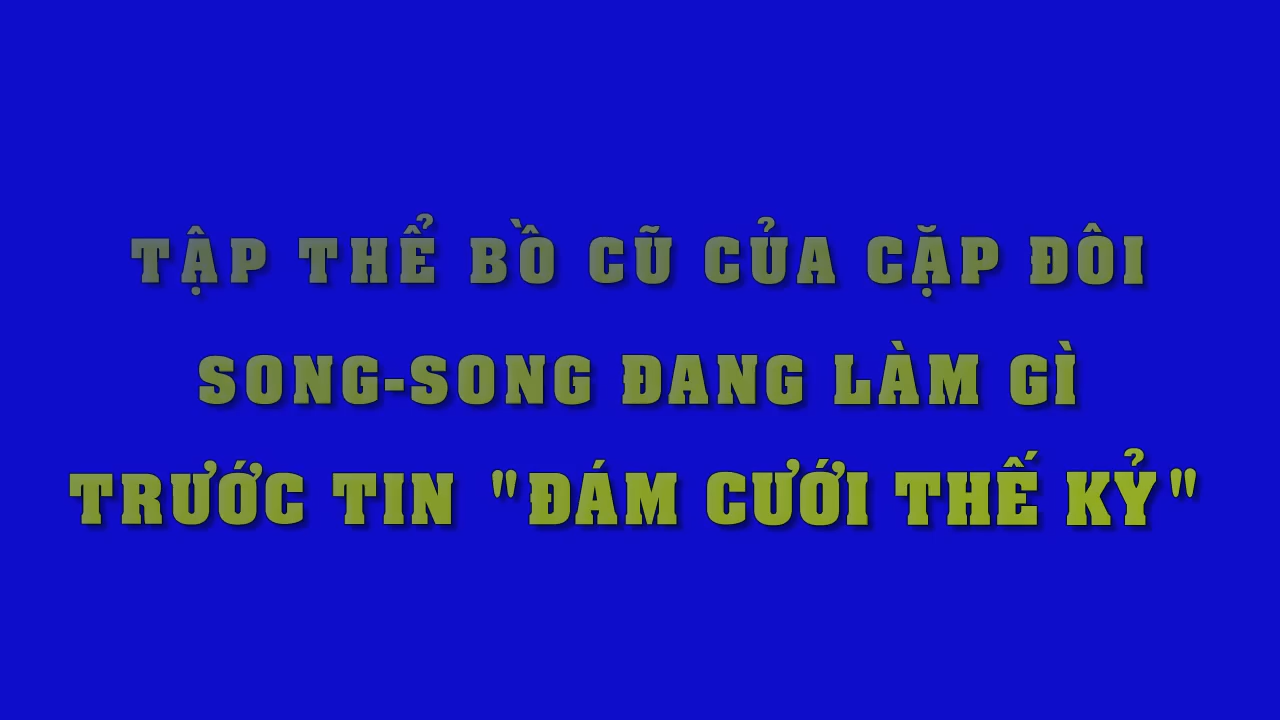 TẬP THỂ BỒ CŨ CỦA CẶP ĐÔI
SONG-SONG ĐANG LÀM GÌ
TRƯỚC TIN "ĐÁM CƯỚI THẾ KỶ"